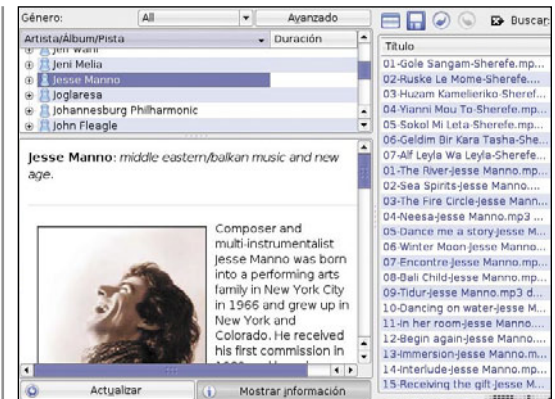 Género:
All
Avanzado
Artista/Álbum/Pista
Duración
Jen Wahl
Jeni Melia
Jesse Manno
Joglaresa
Johannesburg Philharmonic
John Fleagle
Jesse Manno: middle eastern/balkan music and new
age.
Composer and
multi-instrumentalist
Jesse Manno was born
into a performing arts
family in New York City
in 1966 and grew up in
New York and
Colorado. He received
his first commission in
Actualizar
Mostrar información
Buscar:
Título
01-Gole Sangam-Sherefe.mp...
02-Ruske Le Mome-Sherefe....
03-Huzam Kamelieriko-Sheref...
04-Yianni Mou To-Sherefe.mp...
05-Sokol Mi Leta-Sherefe.mp...
06-Geldim Bir Kara Tasha-She...
07-Alf Leyla Wa Leyla-Sherefe...
01-The River-Jesse Manno.mp...
02-Sea Spirits-Jesse Manno....
03-The Fire Circle-Jesse Mann...
04-Neesa-Jesse Manno.mp3 ...
05-Dance me a story-Jesse M...
06-Winter Moon-Jesse Manno...
07-Encontre-Jesse Manno.mp...
08-Bali Child-Jesse Manno.mp...
09-Tidur-Jesse Manno.mp3 d...
10-Dancing on water-Jesse M...
11-In her room-Jesse Manno....
12-Begin again-Jesse Manno...
13-Immersion-Jesse Manno.m...
14-Interlude-Jesse Manno.mp...
15-Receiving the gift-Jesse M...